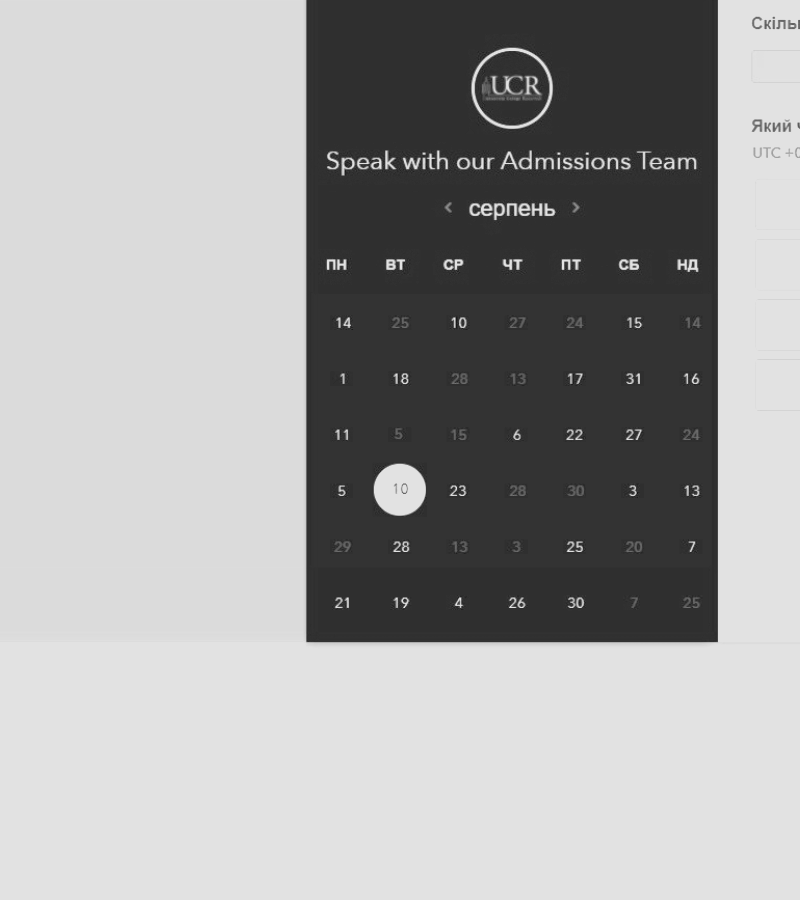 Скіль
UCR
Який ч
Speak with our Admissions Team
UTC +0
< серпень >
ПН ВТ СР ЧТ ПТ СБ НД
14 25 10 27 24 15 14
1 18 28 13 17 31 16
11 5 15 6 22 27 24
5 10 23 28 30 3 13
29 28 13 3 25 20 7
21 19 4 26 30 7 25